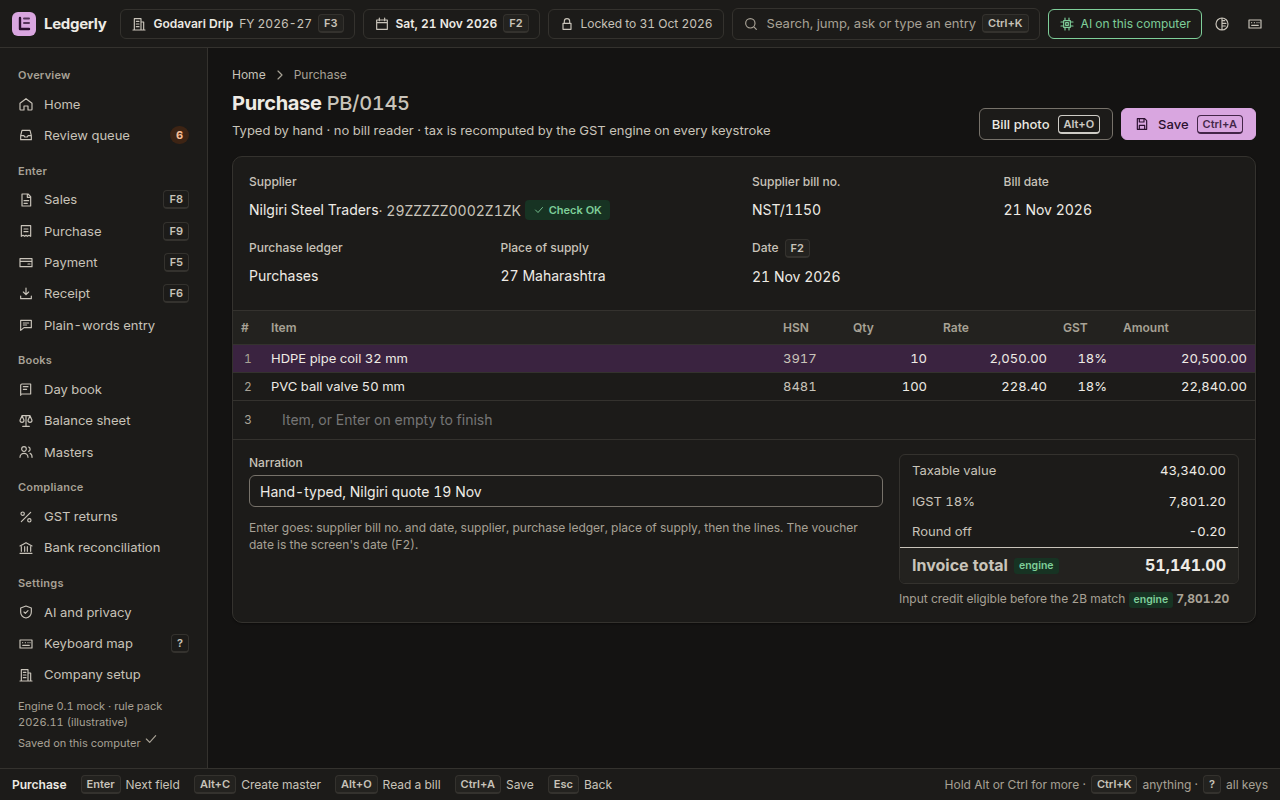 Ledgerly
Godavari Drip FY 2026-27 F3
Sat, 21 Nov 2026 F2
Locked to 31 Oct 2026
Search, jump, ask or type an entry Ctrl+K
AI on this computer
Overview
Home
Review queue 6
Enter
Sales F8
Purchase F9
Payment F5
Receipt F6
Plain-words entry
Books
Day book
Balance sheet
Masters
Compliance
GST returns
Bank reconciliation
Settings
AI and privacy
Keyboard map ?
Company setup
Engine 0.1 mock · rule pack
2026.11 (illustrative)
Saved on this computer
Home > Purchase
Purchase PB/0145
Typed by hand · no bill reader · tax is recomputed by the GST engine on every keystroke
Bill photo Alt+O
Save Ctrl+A
Supplier Supplier bill no. Bill date
Nilgiri Steel Traders · 29ZZZZZ0002Z1ZK Check OK NST/1150 21 Nov 2026
Purchase ledger Place of supply Date F2
Purchases 27 Maharashtra 21 Nov 2026
# Item HSN Qty Rate GST Amount
1 HDPE pipe coil 32 mm 3917 10 2,050.00 18% 20,500.00
2 PVC ball valve 50 mm 8481 100 228.40 18% 22,840.00
3 Item, or Enter on empty to finish
Narration
Hand-typed, Nilgiri quote 19 Nov
Enter goes: supplier bill no. and date, supplier, purchase ledger, place of supply, then the lines. The voucher
date is the screen's date (F2).
Taxable value 43,340.00
IGST 18% 7,801.20
Round off -0.20
Invoice total engine 51,141.00
Input credit eligible before the 2B match engine 7,801.20
Purchase Enter Next field Alt+C Create master Alt+O Read a bill Ctrl+A Save Esc Back
Hold Alt or Ctrl for more · Ctrl+K anything · ? all keys